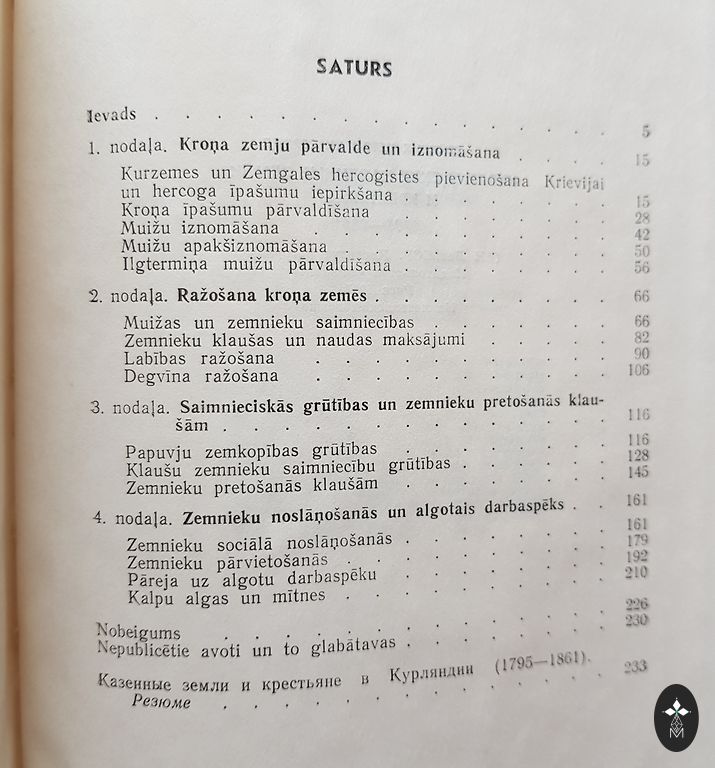 SATURS
Ievads . . . . . . . . . . . . . . 5
1. nodaļa. Kroņa zemju pārvalde un iznomāšana . . . . 15
Kurzemes un Zemgales hercogistes pievienošana Krievijai
un hercoga īpašumu iepirkšana . . . . . . . . 15
Kroņa īpašumu pārvaldīšana . . . . . . . . 28
Muižu iznomāšana . . . . . . . . . . 42
Muižu apakšiznomāšana . . . . . . . . . 50
Ilgtermiņa muižu pārvaldīšana . . . . . . . 56
2. nodaļa. Ražošana kroņa zemēs . . . . . . . . 66
Muižas un zemnieku saimniecības . . . . . . 66
Zemnieku klaušas un naudas maksājumi . . . . . 82
Labības ražošana . . . . . . . . . . 90
Degvīna ražošana . . . . . . . . . . 106
3. nodaļa. Saimnieciskās grūtības un zemnieku pretošanās klau-
šām . . . . . . . . . . . . . 116
Papuvju zemkopības grūtības . . . . . . . 116
Klaušu zemnieku saimniecību grūtības . . . . . 128
Zemnieku pretošanās klaušām . . . . . . . 145
4. nodaļa. Zemnieku noslāņošanās un algotais darbaspēks . . 161
Zemnieku sociālā noslāņošanās . . . . . . . 161
Zemnieku pārvietošanās . . . . . . . . . 179
Pāreja uz algotu darbaspēku . . . . . . . 192
Kalpu algas un mītnes . . . . . . . . . 210
Nobeigums . . . . . . . . . . . . . 226
Nepublicētie avoti un to glabātavas . . . . . . . 230
Казенные земли и крестьяне в Курляндии (1795—1861).
Резюме . . . . . . . . . . . . . 233
M